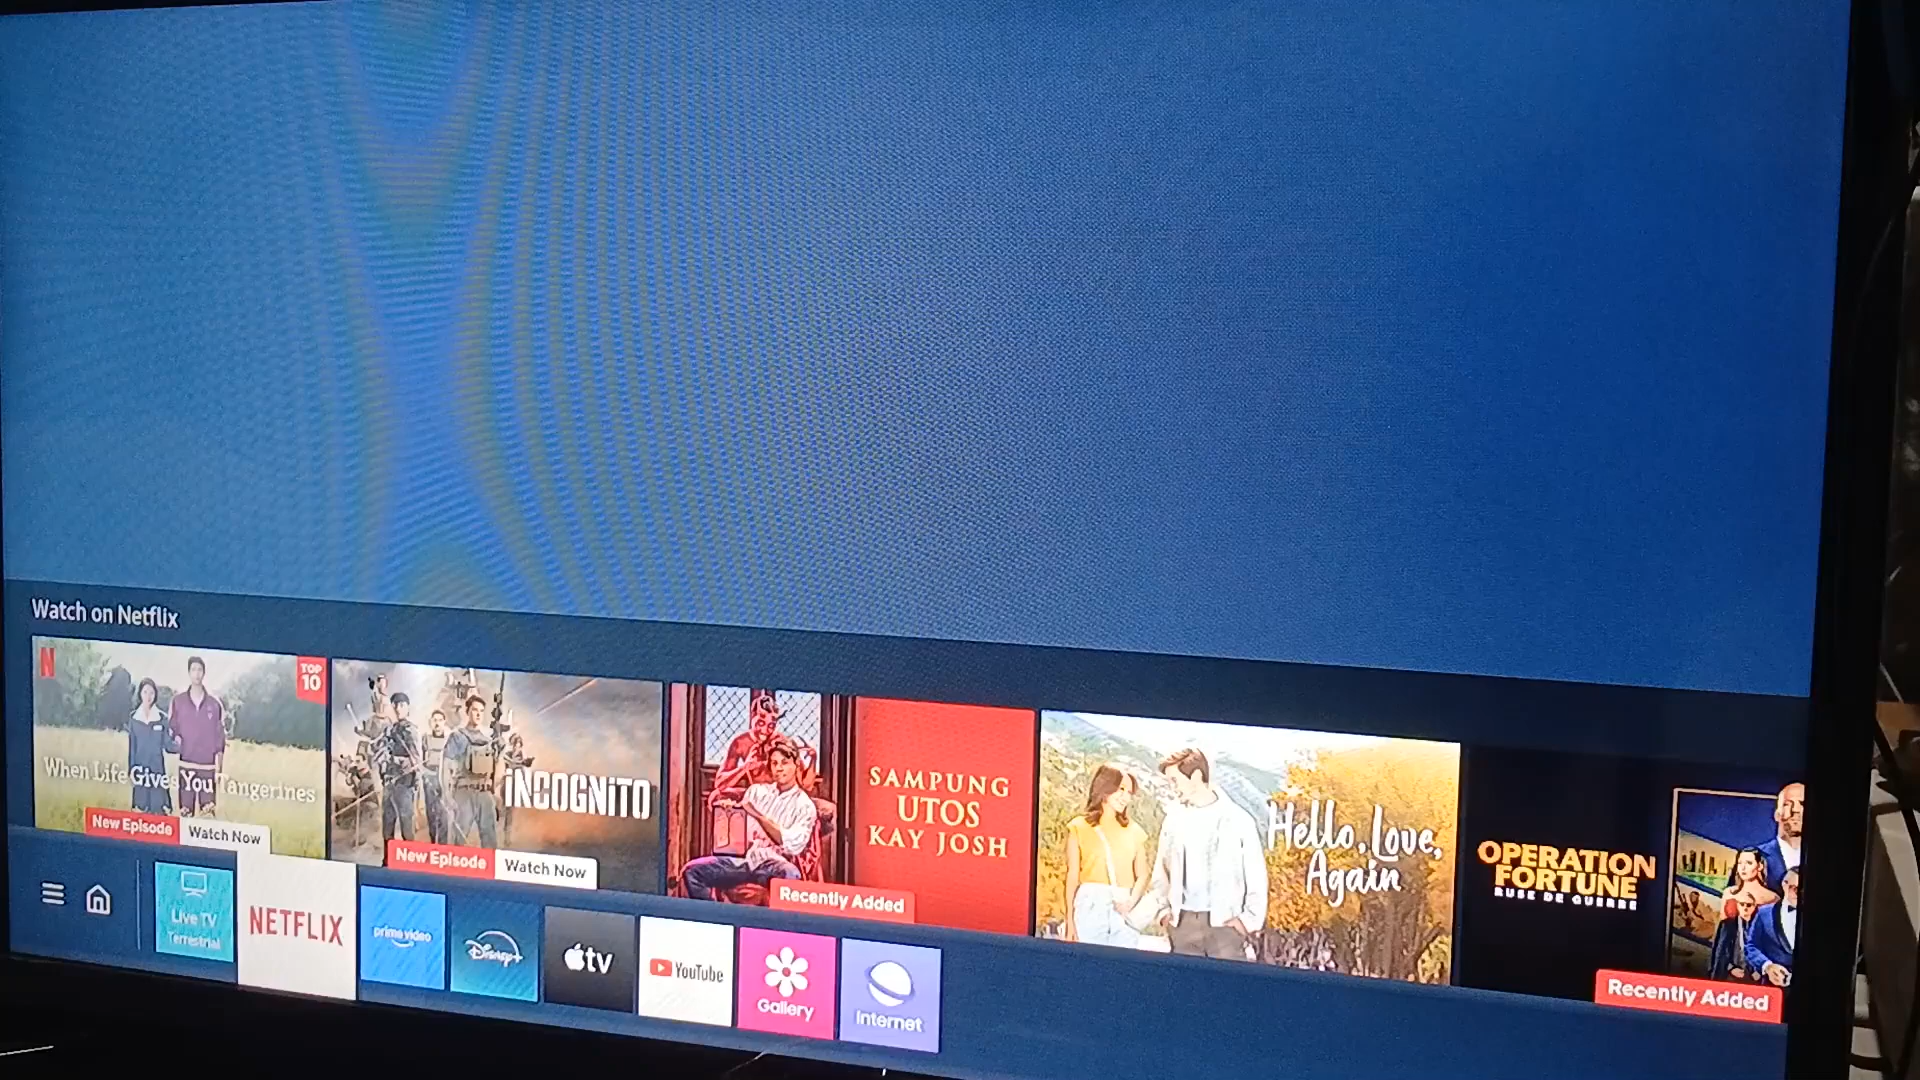 Watch on Netflix
N
TOP
10
When Life Gives You Tangerines
New Episode
Watch Now
INCOGNITO
New Episode
Watch Now
SAMPUNG
UTOS
KAY JOSH
Recently Added
Hello, Love,
Again
OPERATION
FORTUNE
RUSE DE GUERRE
Recently Added
Live TV
Terrestrial
NETFLIX
prime video
Disney+
tv
YouTube
Gallery
Internet